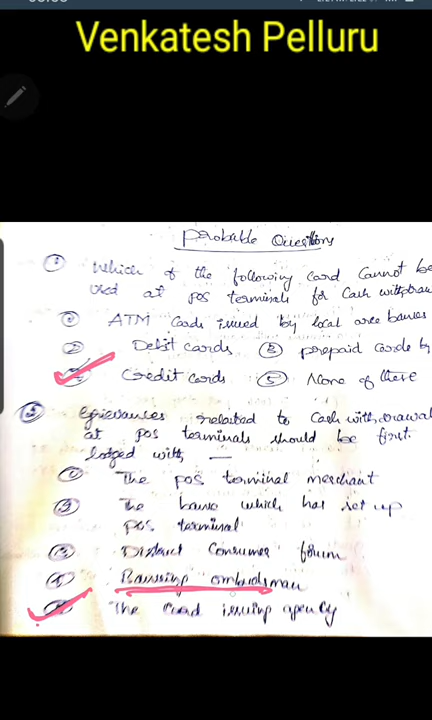 Venkatesh Pelluru
Probable Questions
① Which of the following card cannot be
used at pos terminals for Cash withdraw
① ATM Cards issued by local area banks
② Debit cards ③ prepaid cards by
④ Credit cards ⑤ None of these
Grievances related to Cash withdrawal
at pos terminals should be first
lodged with —
① The pos terminal merchant
② The bank which has set up
pos terminal
③ District Consumer forum
④ Banking ombudsman
⑤ The card issuing agency